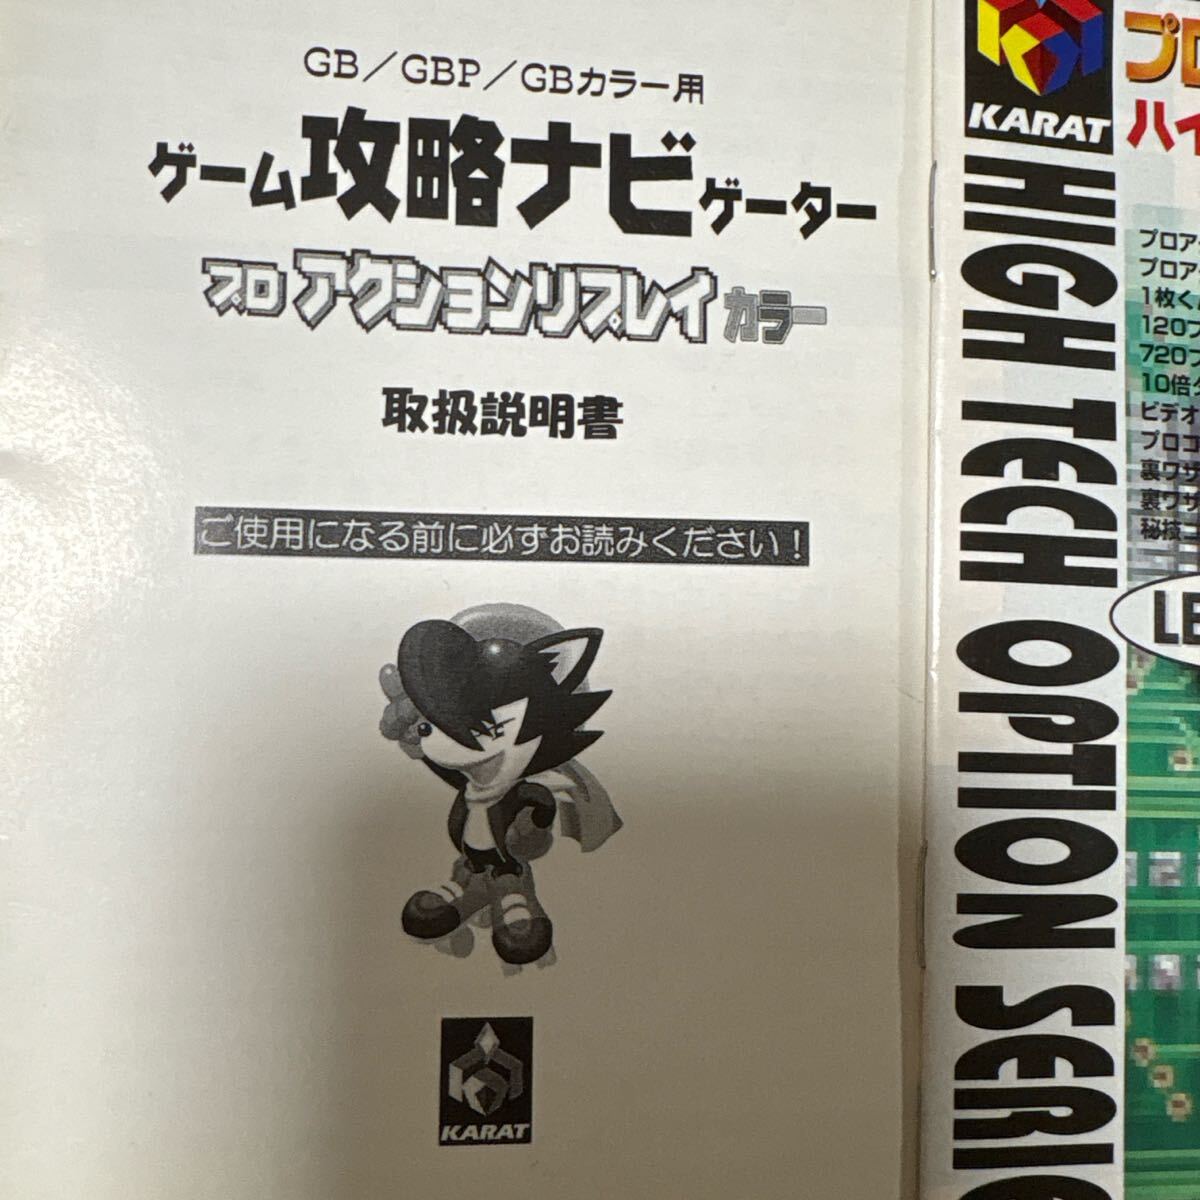 GB／GBP／GBカラー用
ゲーム攻略ナビゲーター
プロ アクションリプレイ カラー
取扱説明書
ご使用になる前に必ずお読みください！
KARAT
KARAT
HIGH TECH OPTION SERI
プロ
ハイ
プロア
プロア
1枚く
120フ
720フ
10倍
ビデオ
プロコ
裏ワザ
裏ワザ
秘技コ
LE